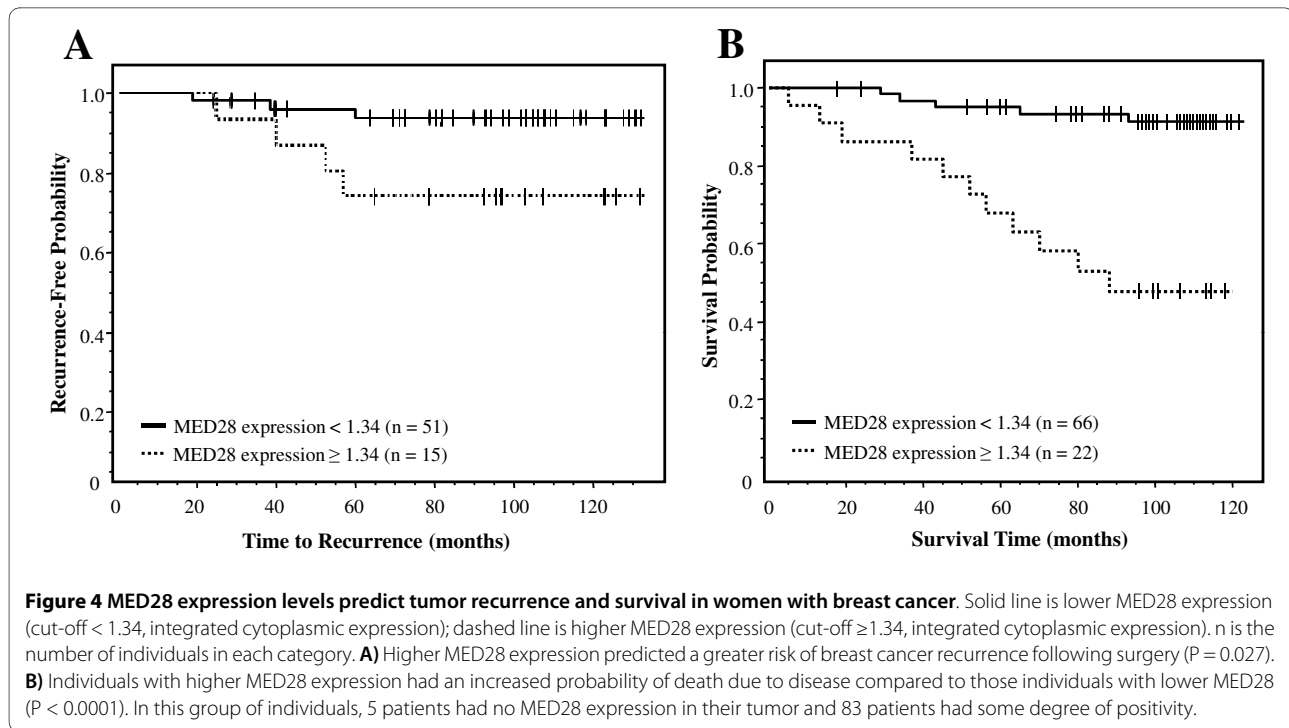 A
Recurrence-Free Probability
1.0
0.8
0.6
0.4
0.2
0
MED28 expression < 1.34 (n = 51)
MED28 expression ≥ 1.34 (n = 15)
0 20 40 60 80 100 120
Time to Recurrence (months)
B
Survival Probability
1.0
0.8
0.6
0.4
0.2
0
MED28 expression < 1.34 (n = 66)
MED28 expression ≥ 1.34 (n = 22)
0 20 40 60 80 100 120
Survival Time (months)
Figure 4 MED28 expression levels predict tumor recurrence and survival in women with breast cancer. Solid line is lower MED28 expression
(cut-off < 1.34, integrated cytoplasmic expression); dashed line is higher MED28 expression (cut-off ≥1.34, integrated cytoplasmic expression). n is the
number of individuals in each category. A) Higher MED28 expression predicted a greater risk of breast cancer recurrence following surgery (P = 0.027).
B) Individuals with higher MED28 expression had an increased probability of death due to disease compared to those individuals with lower MED28
(P < 0.0001). In this group of individuals, 5 patients had no MED28 expression in their tumor and 83 patients had some degree of positivity.